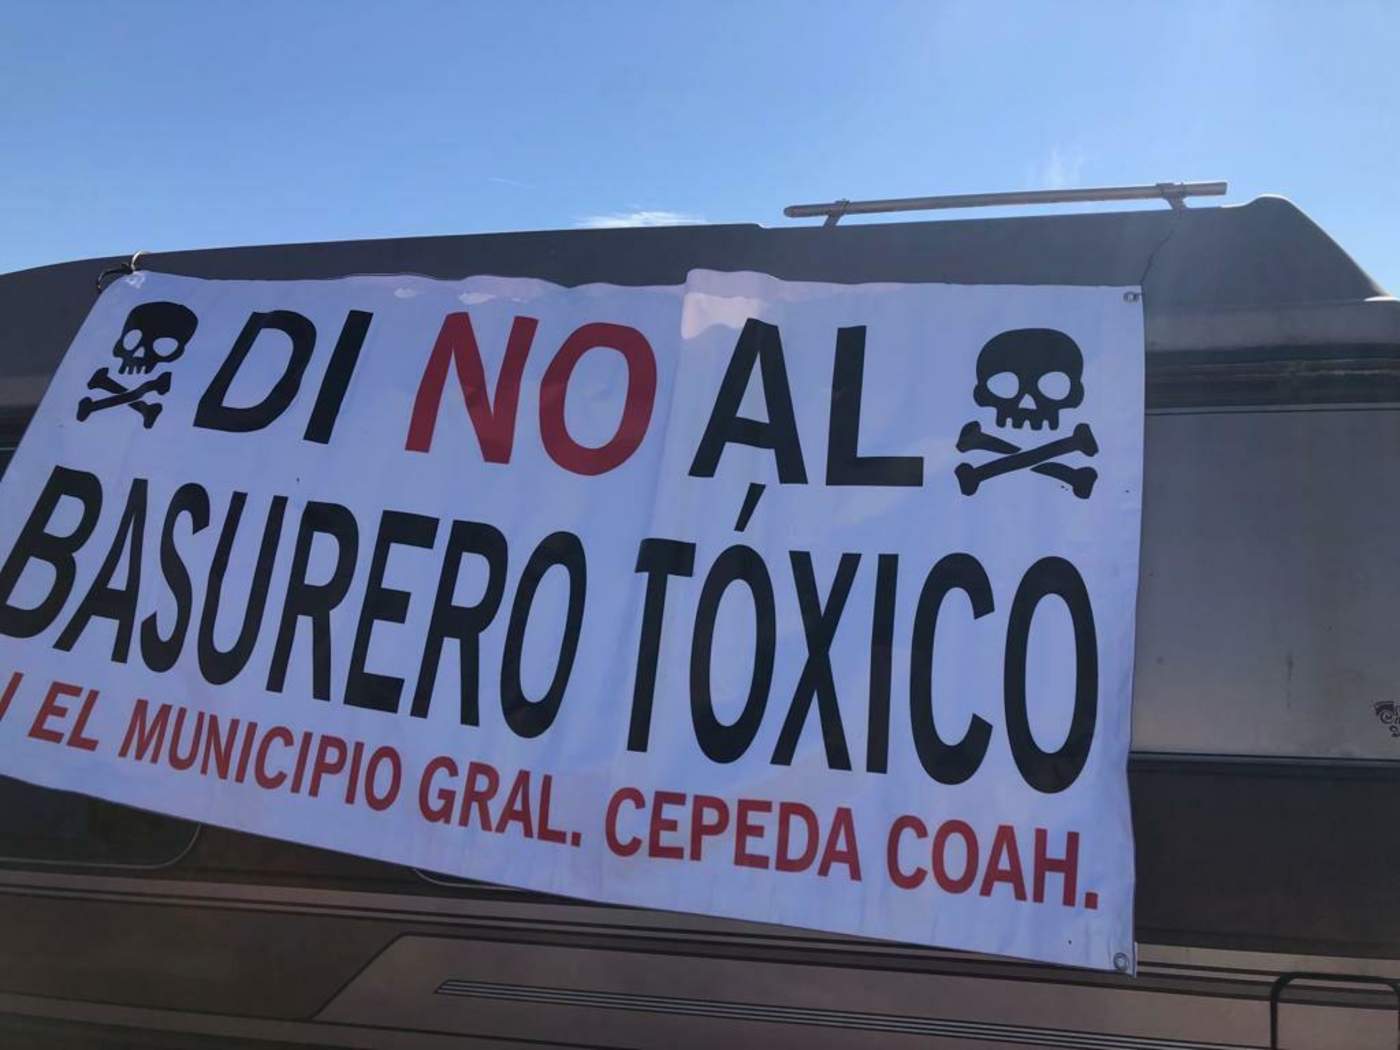 DI NO AL
BASURERO TÓXICO
EL MUNICIPIO GRAL. CEPEDA COAH.